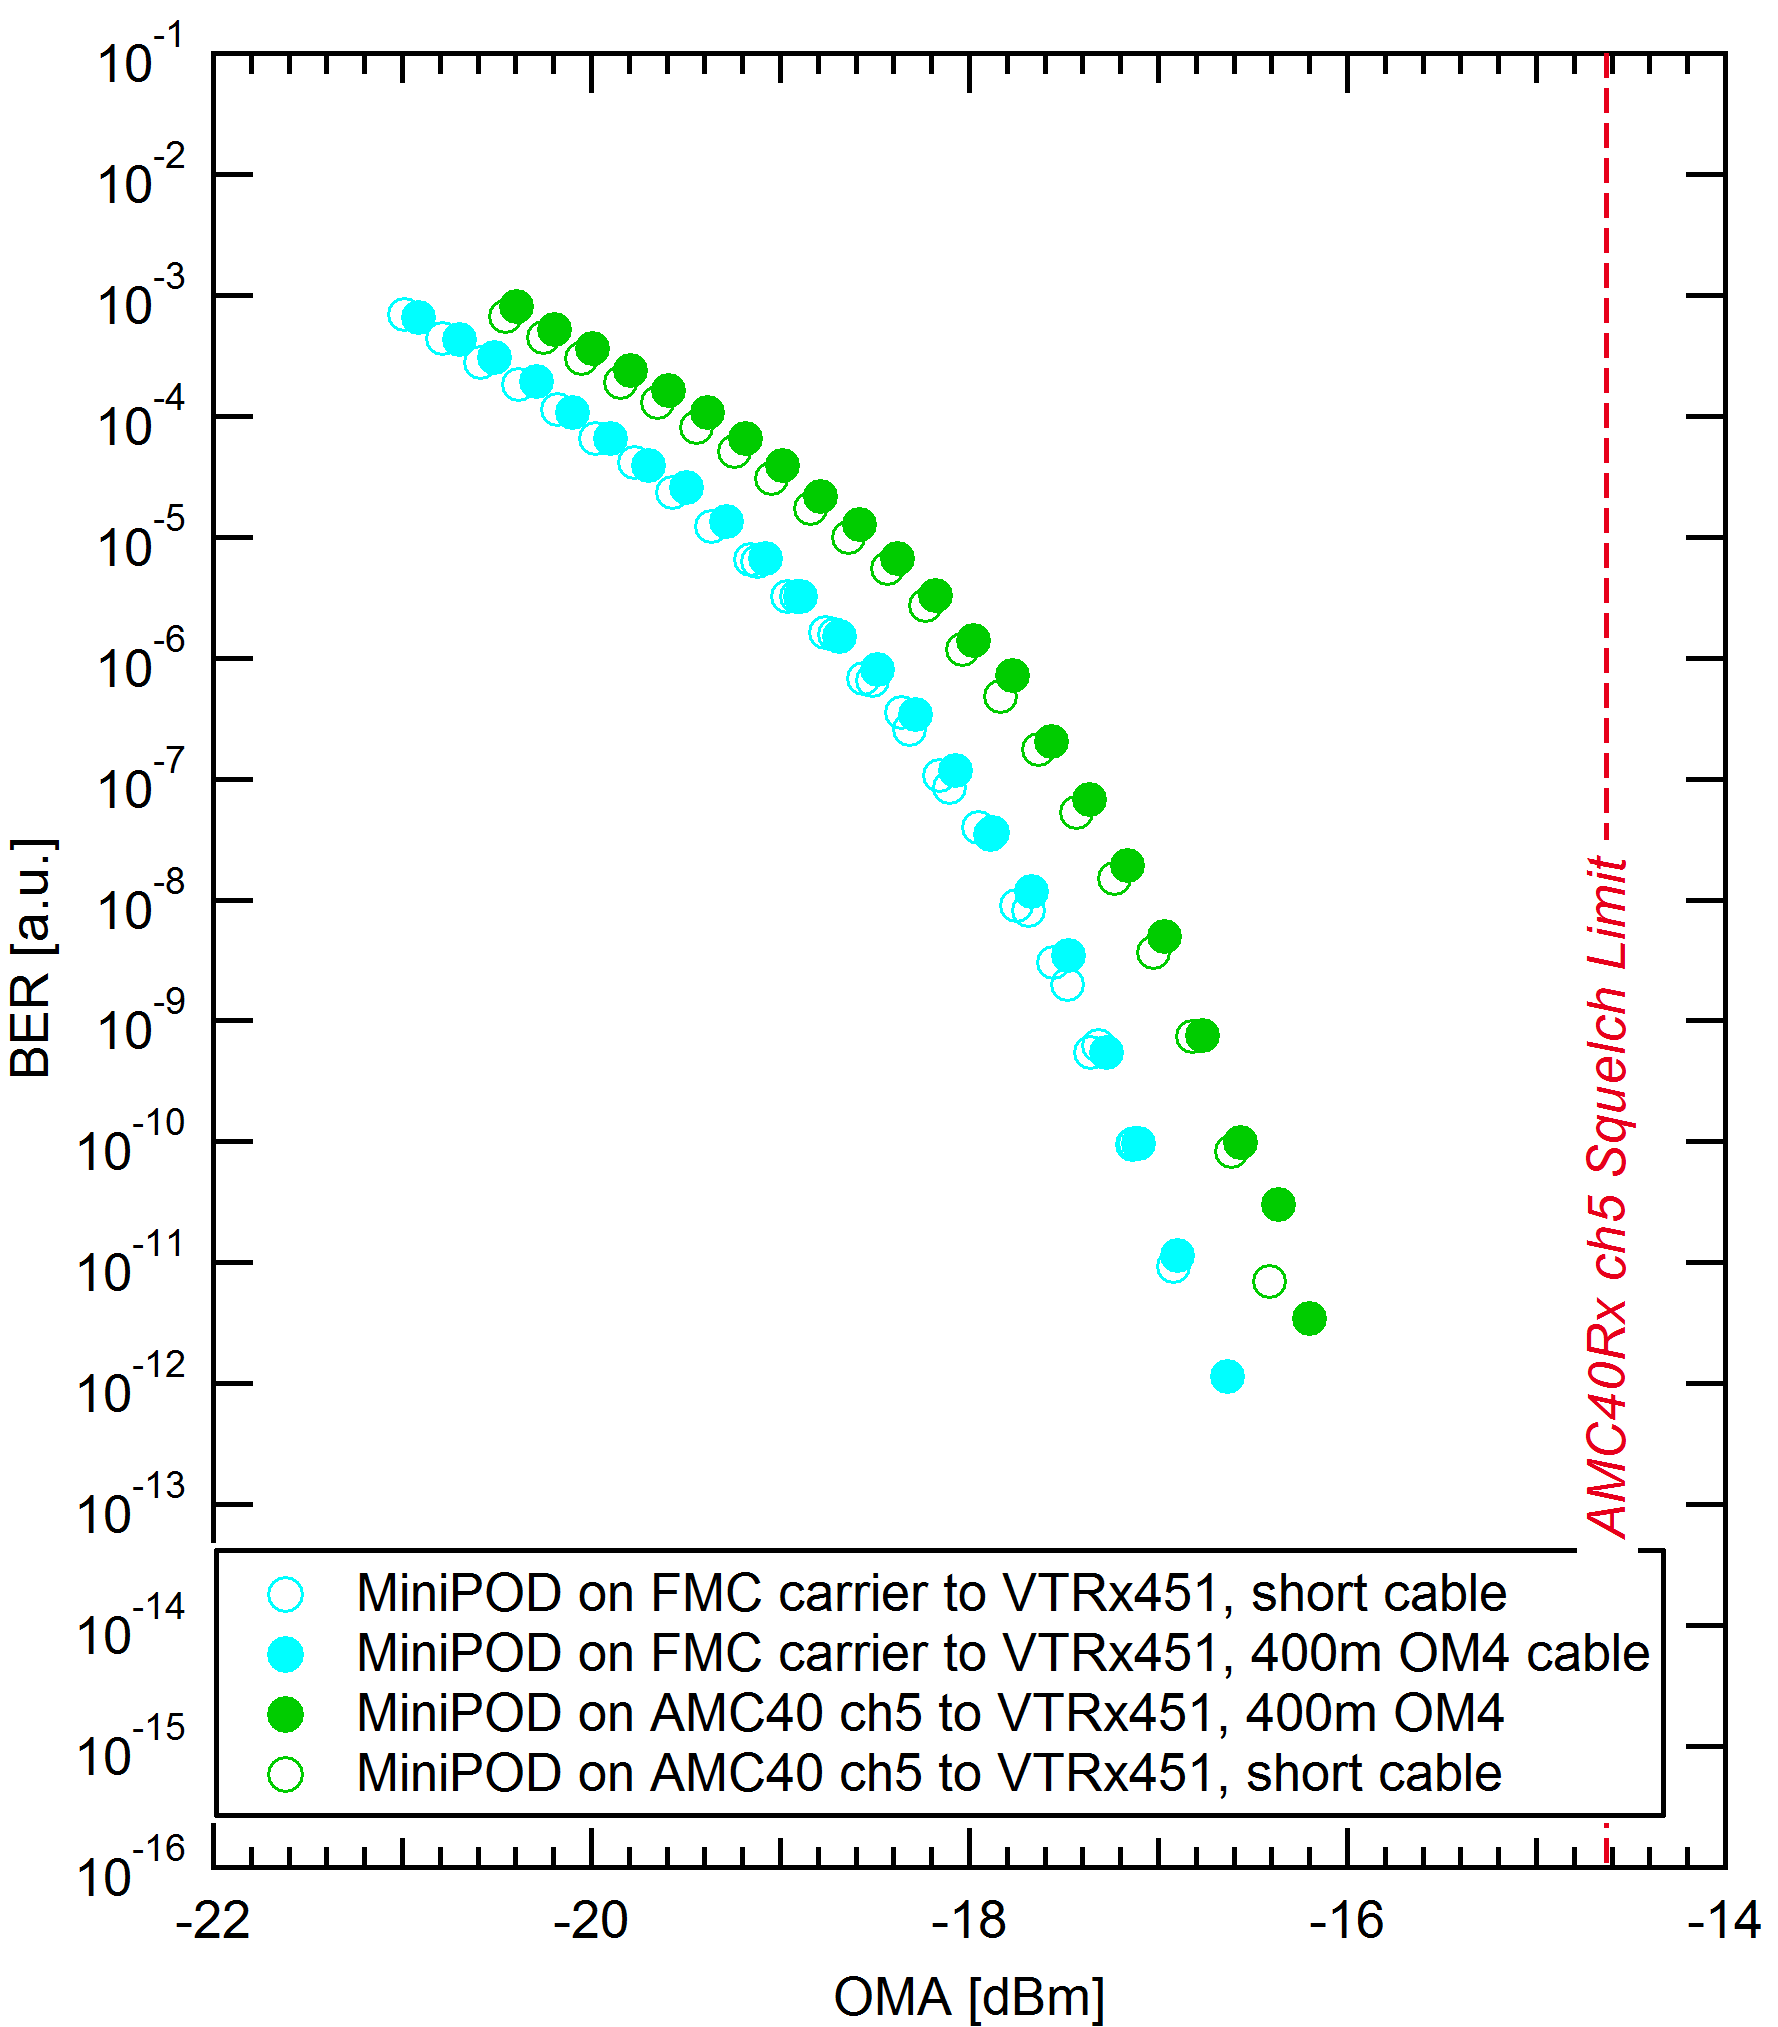 10^-1
10^-2
10^-3
10^-4
10^-5
10^-6
10^-7
10^-8
10^-9
10^-10
10^-11
10^-12
10^-13
10^-14
10^-15
10^-16
BER [a.u.]
AMC40Rx ch5 Squelch Limit
MiniPOD on FMC carrier to VTRx451, short cable
MiniPOD on FMC carrier to VTRx451, 400m OM4 cable
MiniPOD on AMC40 ch5 to VTRx451, 400m OM4
MiniPOD on AMC40 ch5 to VTRx451, short cable
-22 -20 -18 -16 -14
OMA [dBm]